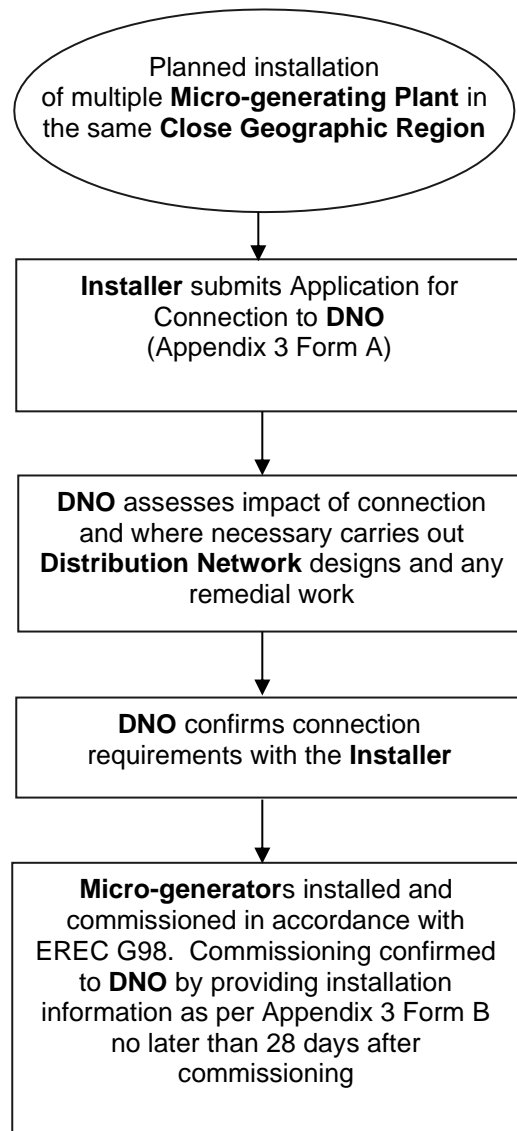 Planned installation
of multiple Micro-generating Plant in
the same Close Geographic Region
Installer submits Application for
Connection to DNO
(Appendix 3 Form A)
DNO assesses impact of connection
and where necessary carries out
Distribution Network designs and any
remedial work
DNO confirms connection
requirements with the Installer
Micro-generators installed and
commissioned in accordance with
EREC G98. Commissioning confirmed
to DNO by providing installation
information as per Appendix 3 Form B
no later than 28 days after
commissioning